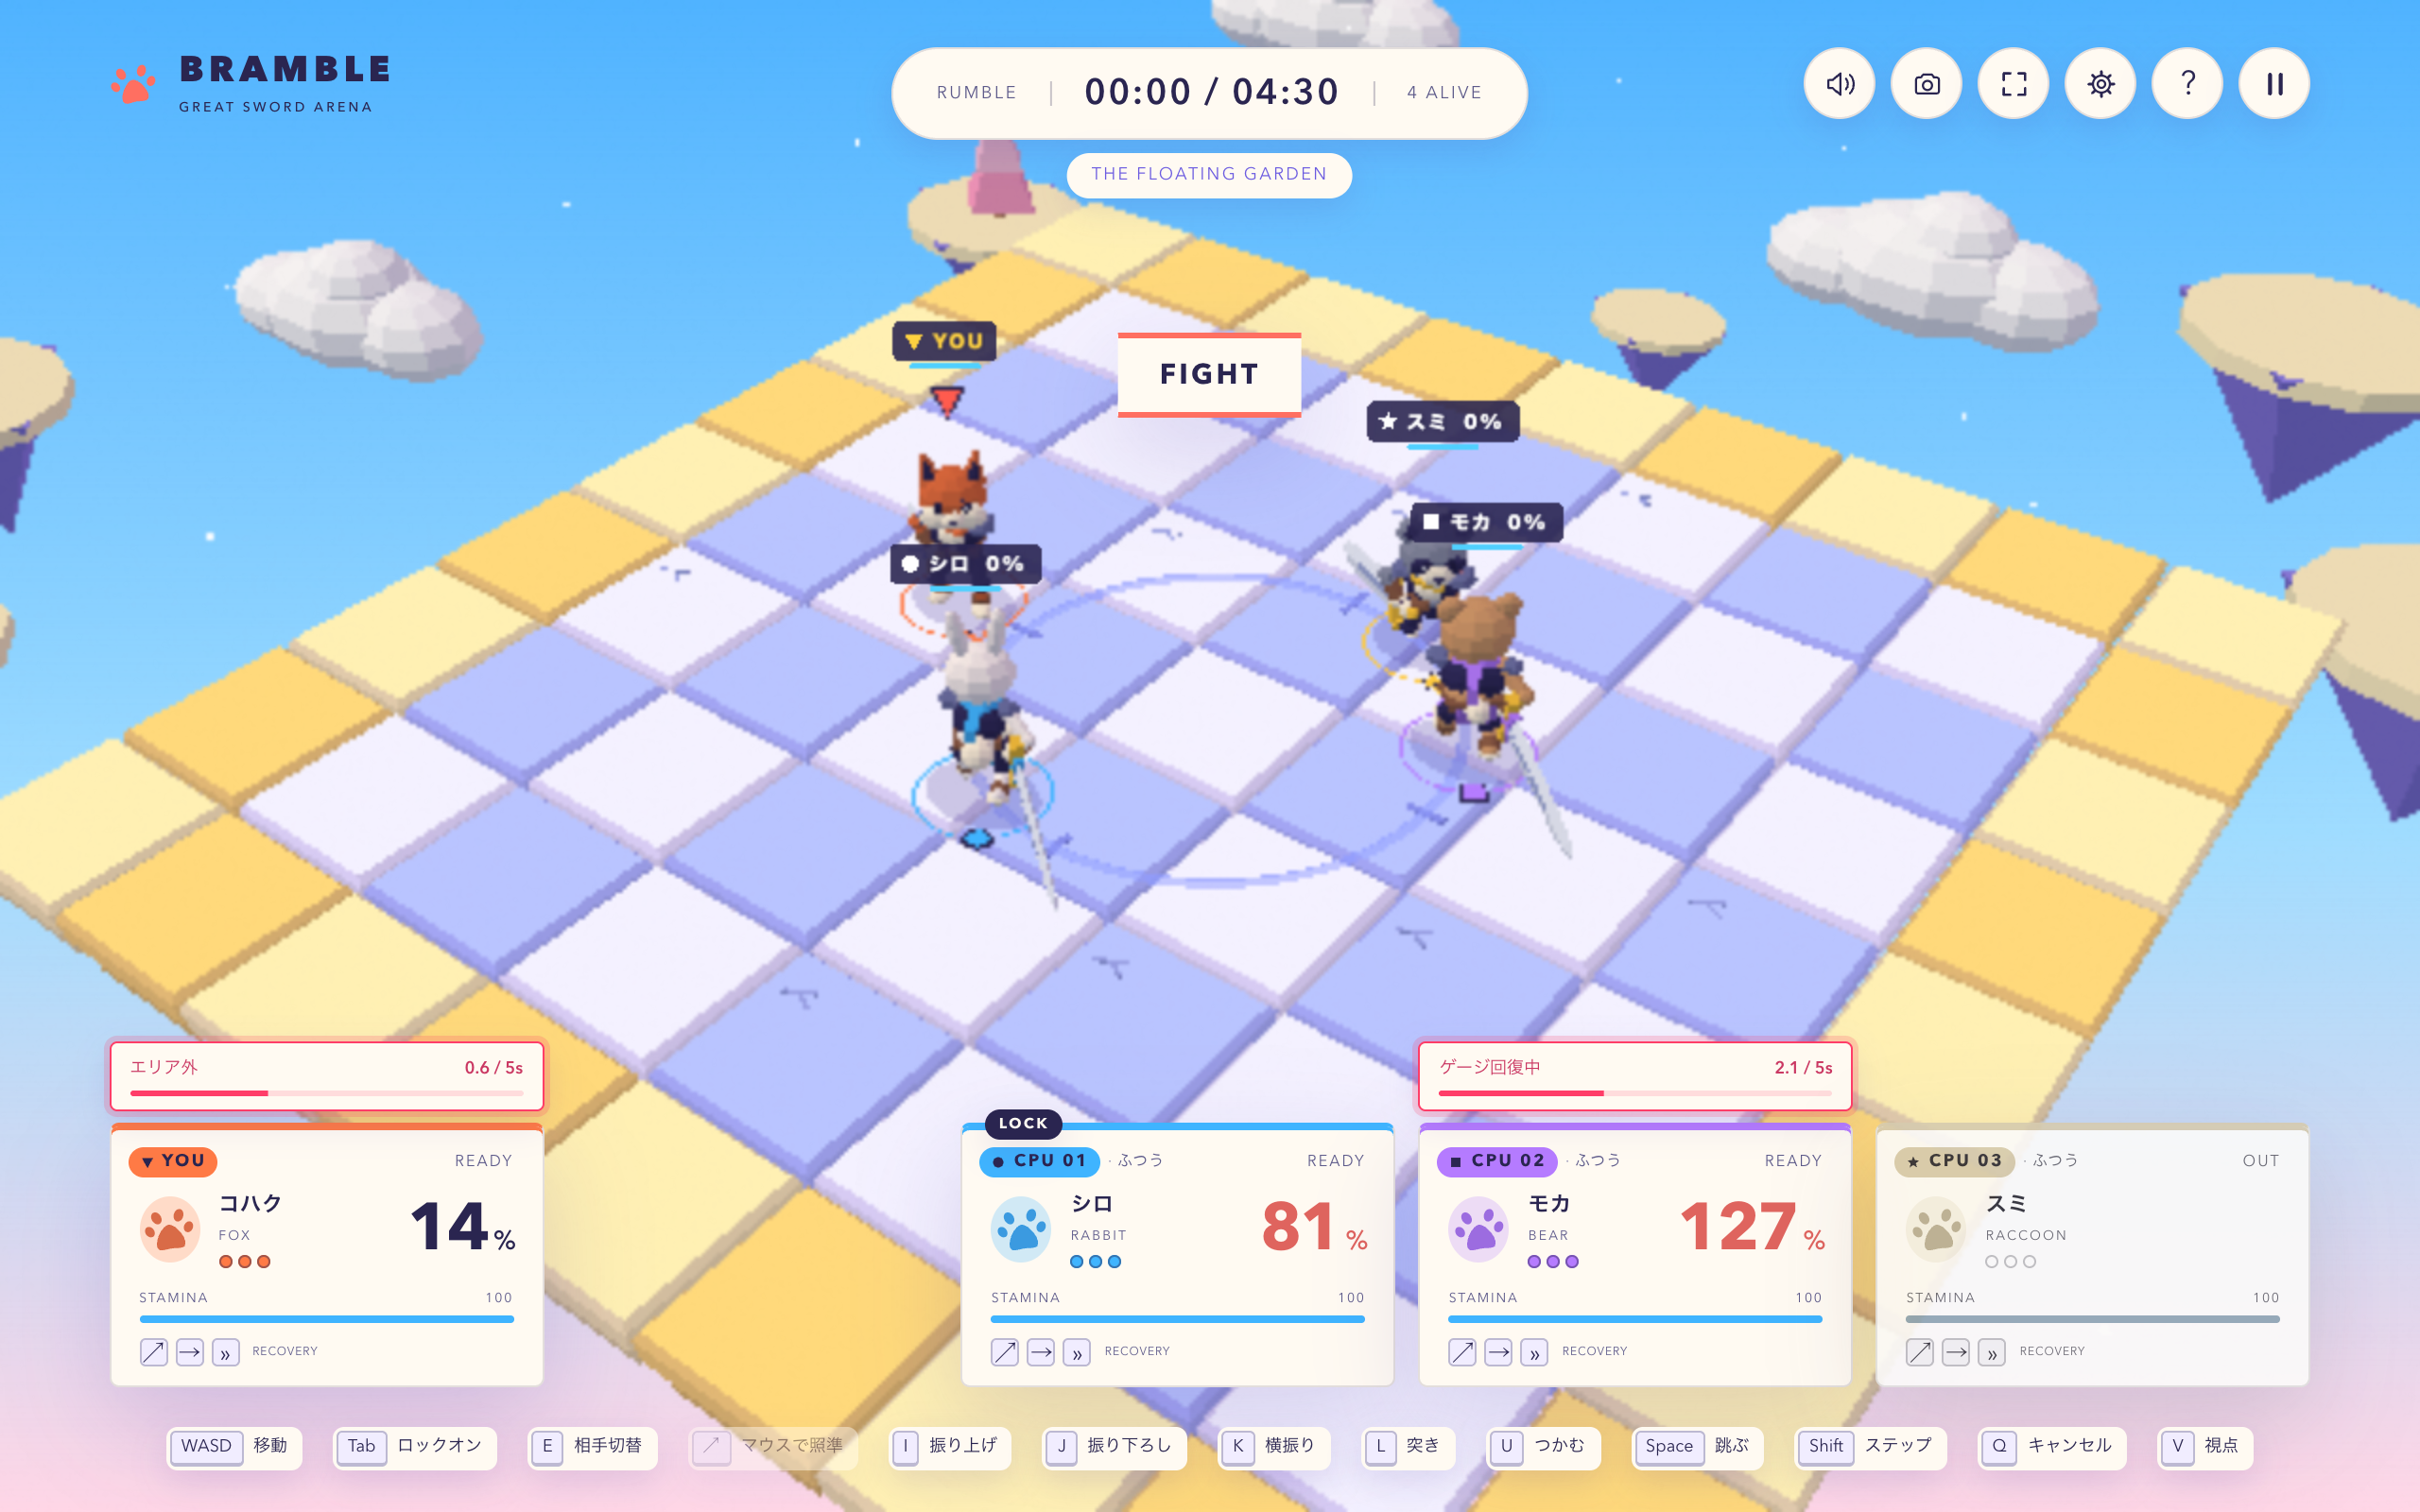 BRAMBLE
GREAT SWORD ARENA
RUMBLE 00:00 / 04:30 4 ALIVE
?
THE FLOATING GARDEN
▼ YOU
FIGHT
★ スミ 0%
■ モカ 0%
● シロ 0%
エリア外 0.6 / 5s
ゲージ回復中 2.1 / 5s
▼ YOU READY
コハク
FOX
14%
STAMINA 100
↗ → » RECOVERY
LOCK
● CPU 01 · ふつう READY
シロ
RABBIT
81%
STAMINA 100
↗ → » RECOVERY
■ CPU 02 · ふつう READY
モカ
BEAR
127%
STAMINA 100
↗ → » RECOVERY
★ CPU 03 · ふつう OUT
スミ
RACCOON
STAMINA 100
↗ → » RECOVERY
WASD 移動 Tab ロックオン E 相手切替 ↗ マウスで照準 I 振り上げ J 振り下ろし K 横振り L 突き U つかむ Space 跳ぶ Shift ステップ Q キャンセル V 視点